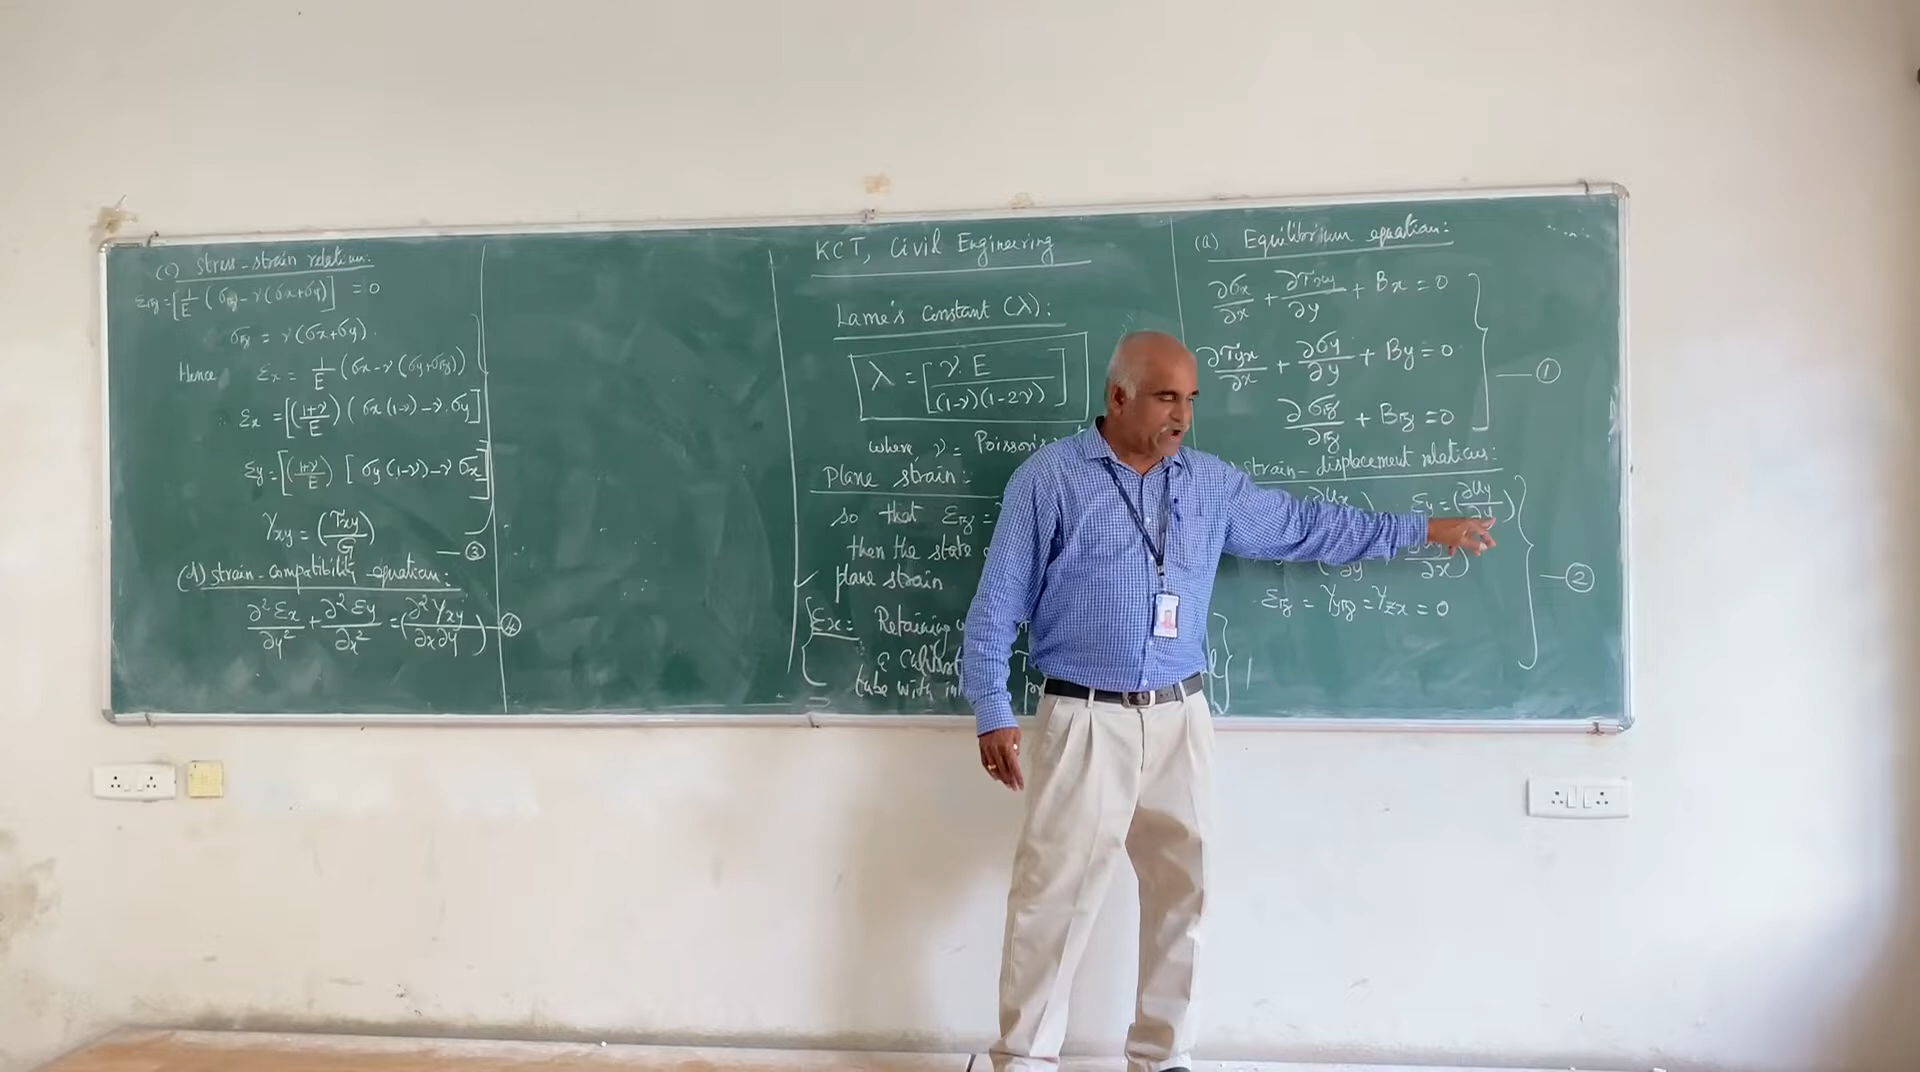 (c) Stress-strain relation:
εz = [1/E (σz - ν(σx+σy)] = 0
σz = ν(σx+σy).
Hence εx = 1/E (σx-ν(σy+σz))
εx = [(1+ν/E) (σx(1-ν)-ν.σy]
εy = [(1+ν/E) [σy(1-ν)-ν σx]
γxy = (τxy/G) — ③
(d) strain-compatibility equation:
∂²εx/∂y² + ∂²εy/∂x² = (∂²γxy/∂x∂y) — ④
KCT, Civil Engineering
Lame's Constant (λ):
λ = [ν.E/(1-ν)(1-2ν)]
where, ν = Poisson's
Plane strain:
so that εz =
then the state
plane strain
Ex: Retaining
&
tube with
(a) Equilibrium equation:
∂σx/∂x + ∂τxy/∂y + Bx = 0
∂τyx/∂x + ∂σy/∂y + By = 0 — ①
∂σz/∂z + Bz = 0
strain-displacement relations:
∂ux εy = (∂uy/∂y)
∂y ∂x) — ②
εz = γyz = γzx = 0